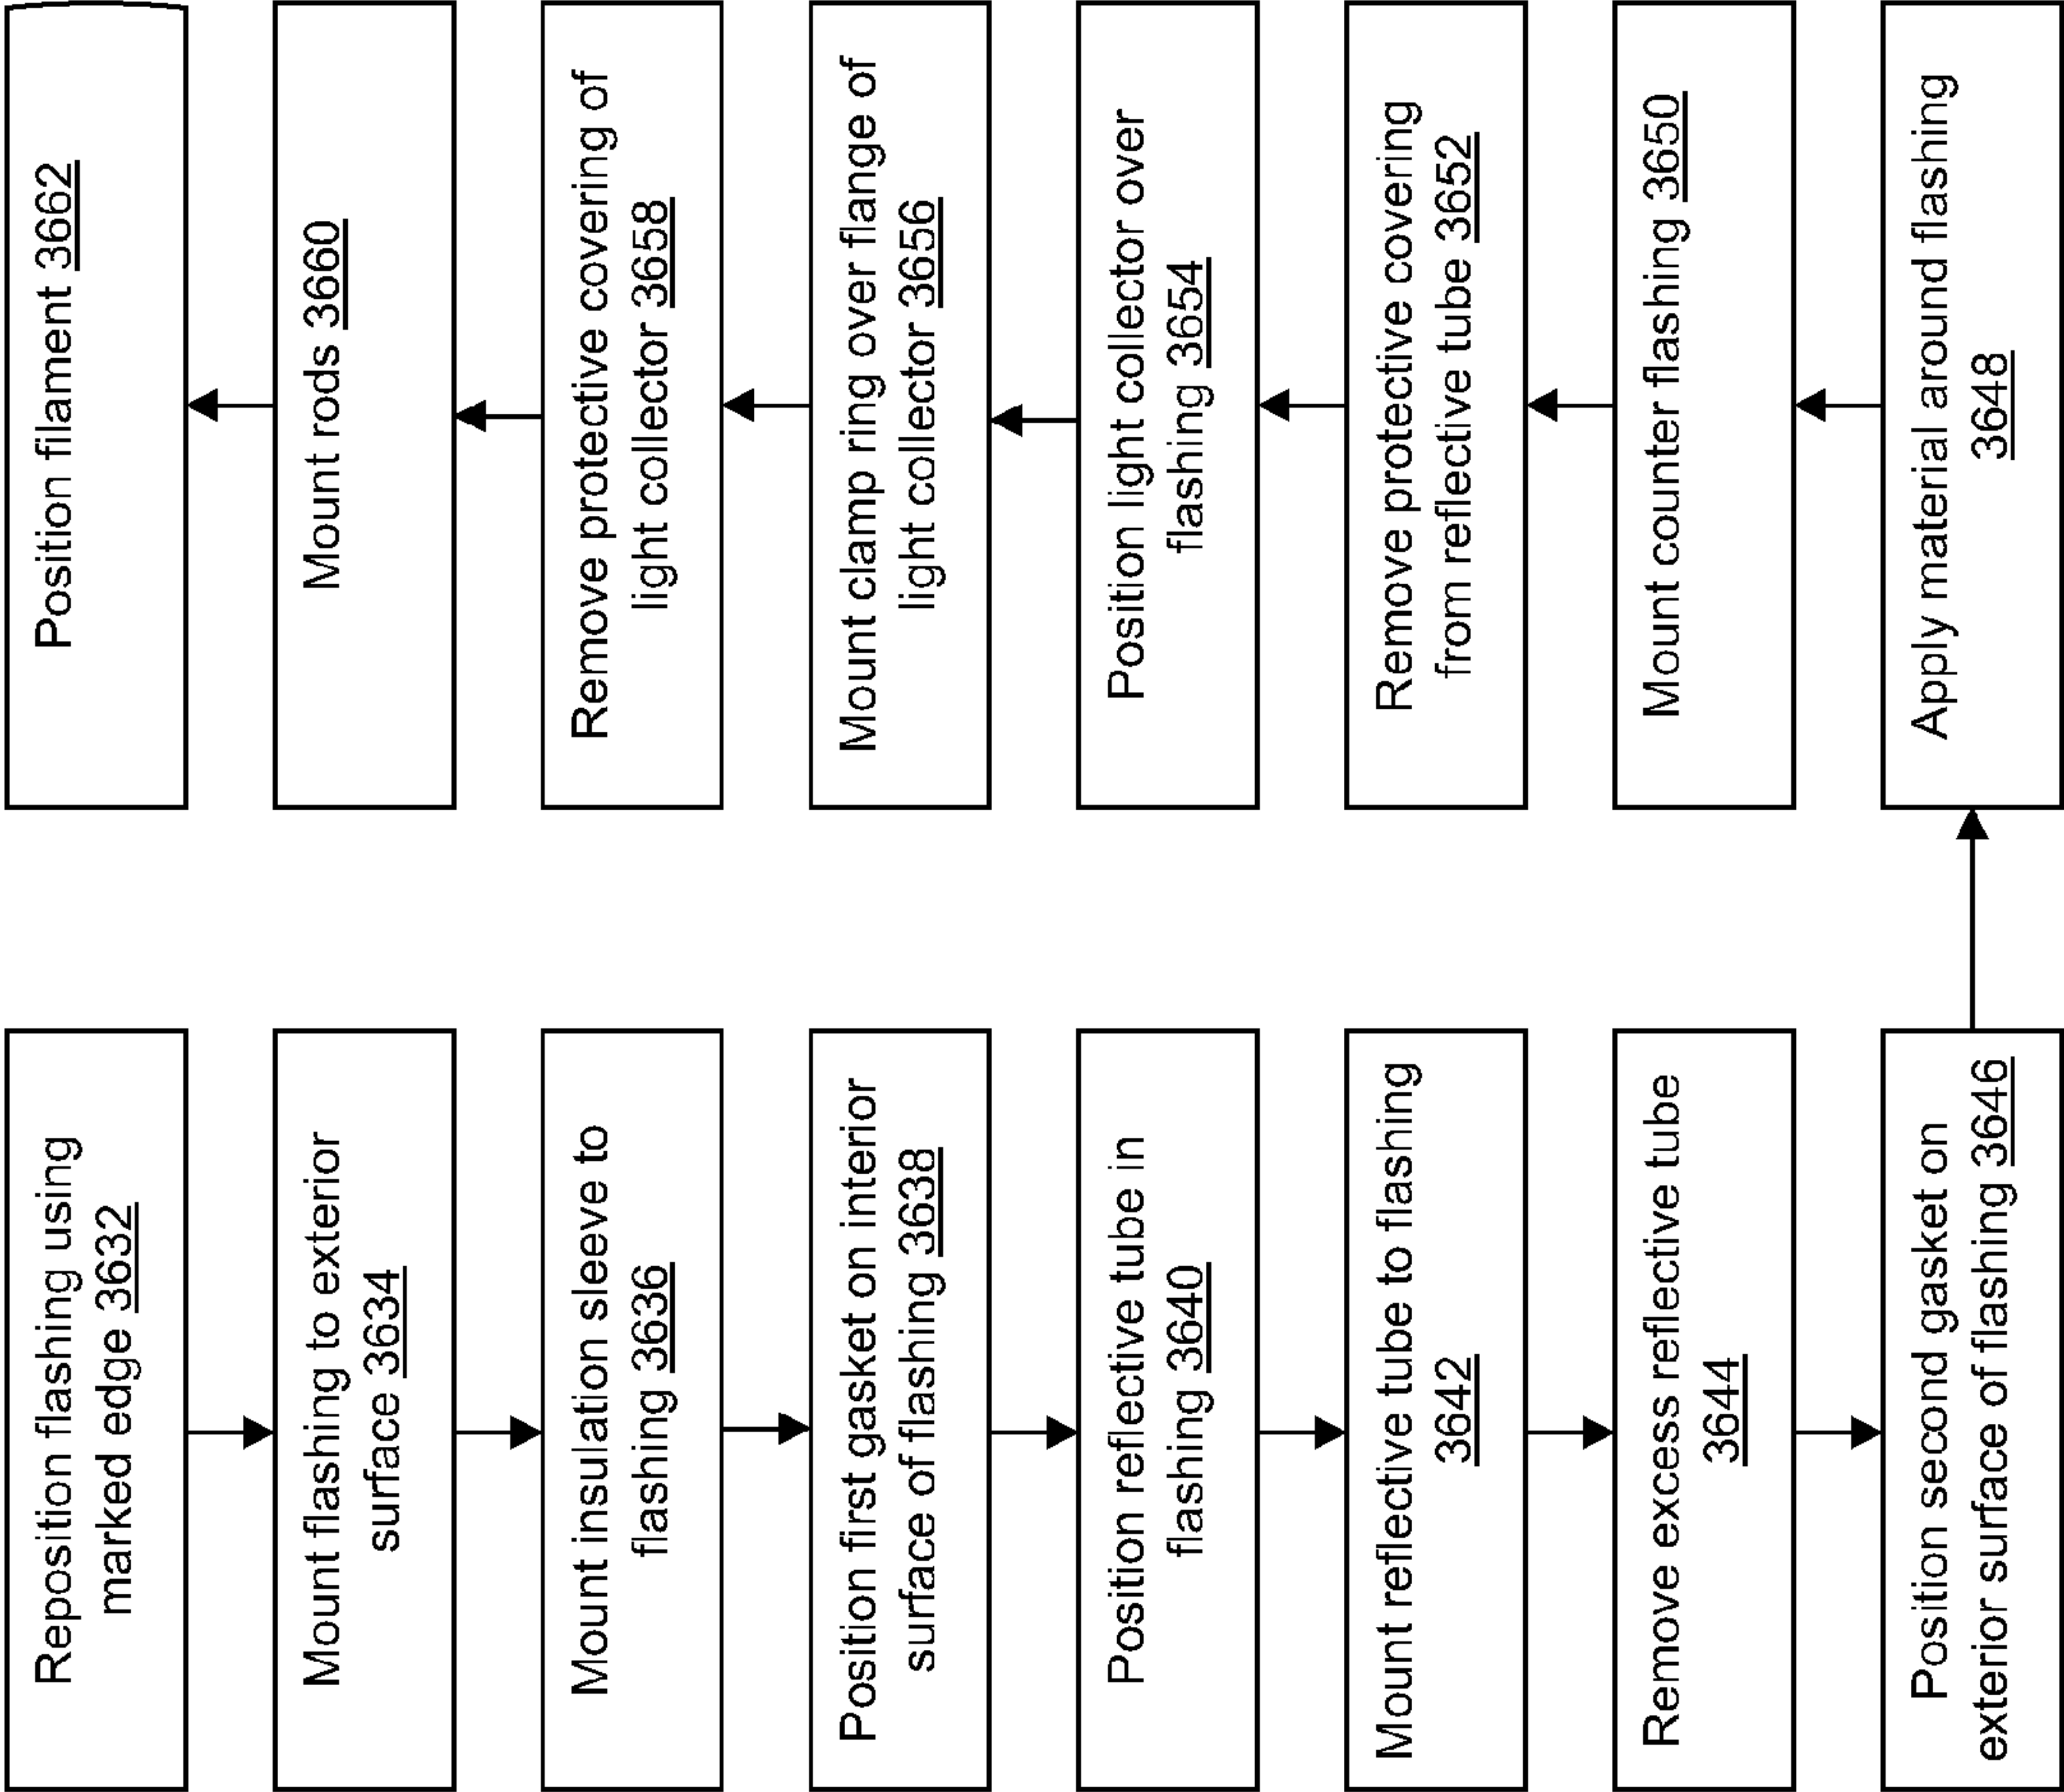 Reposition flashing using
marked edge 3632
Mount flashing to exterior
surface 3634
Mount insulation sleeve to
flashing 3636
Position first gasket on interior
surface of flashing 3638
Position reflective tube in
flashing 3640
Mount reflective tube to flashing
3642
Remove excess reflective tube
3644
Position second gasket on
exterior surface of flashing 3646
Apply material around flashing
3648
Mount counter flashing 3650
Remove protective covering
from reflective tube 3652
Position light collector over
flashing 3654
Mount clamp ring over flange of
light collector 3656
Remove protective covering of
light collector 3658
Mount rods 3660
Position filament 3662